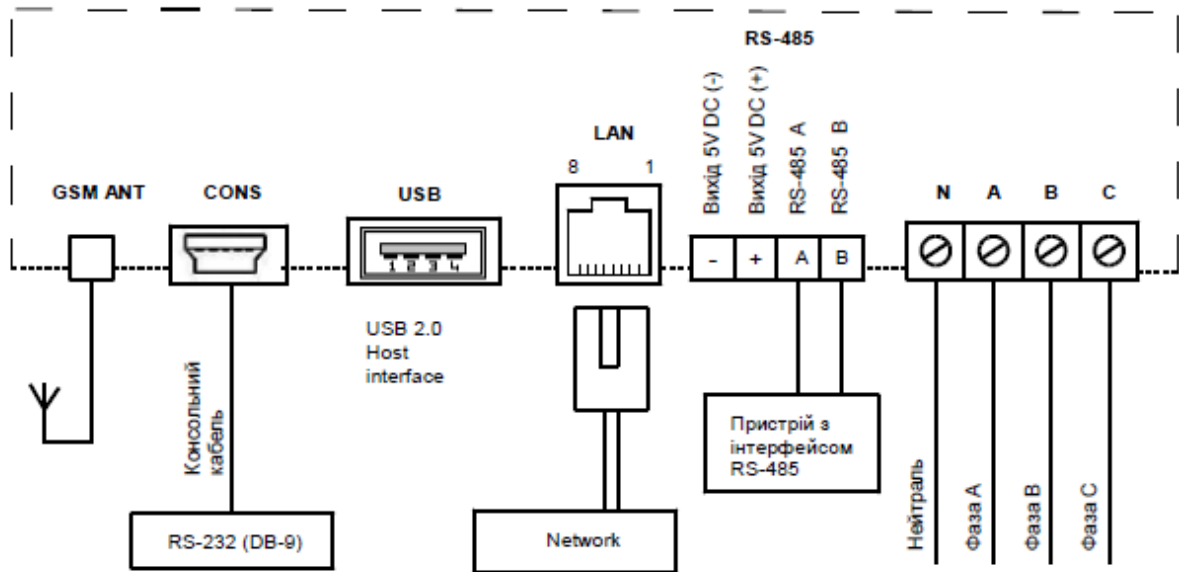 RS-485
Вихід 5V DC (-)
Вихід 5V DC (+)
RS-485 A
RS-485 B
LAN
8 1
GSM ANT
CONS
USB
N
A
B
C
1 2 3 4
-
+
A
B
USB 2.0
Host
interface
Консольний
кабель
Пристрій з
інтерфейсом
RS-485
Нейтраль
Фаза А
Фаза В
Фаза С
RS-232 (DB-9)
Network